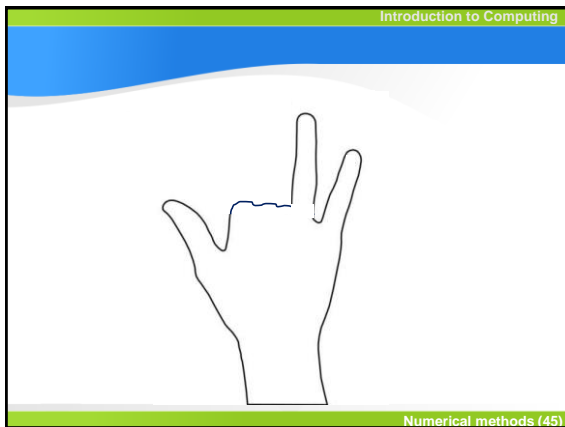 Introduction to Computing
Numerical methods (45)